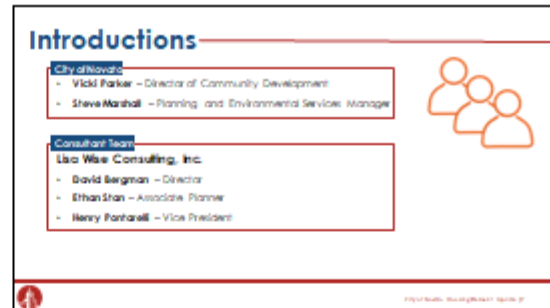 Introductions
City of Novato
- Vicki Parker – Director of Community Development
- Steve Marshall – Planning and Environmental Services Manager
Consultant Team
Lisa Wise Consulting, Inc.
- David Bergman – Director
- Ethan Stan – Associate Planner
- Henry Pontarelli – Vice President